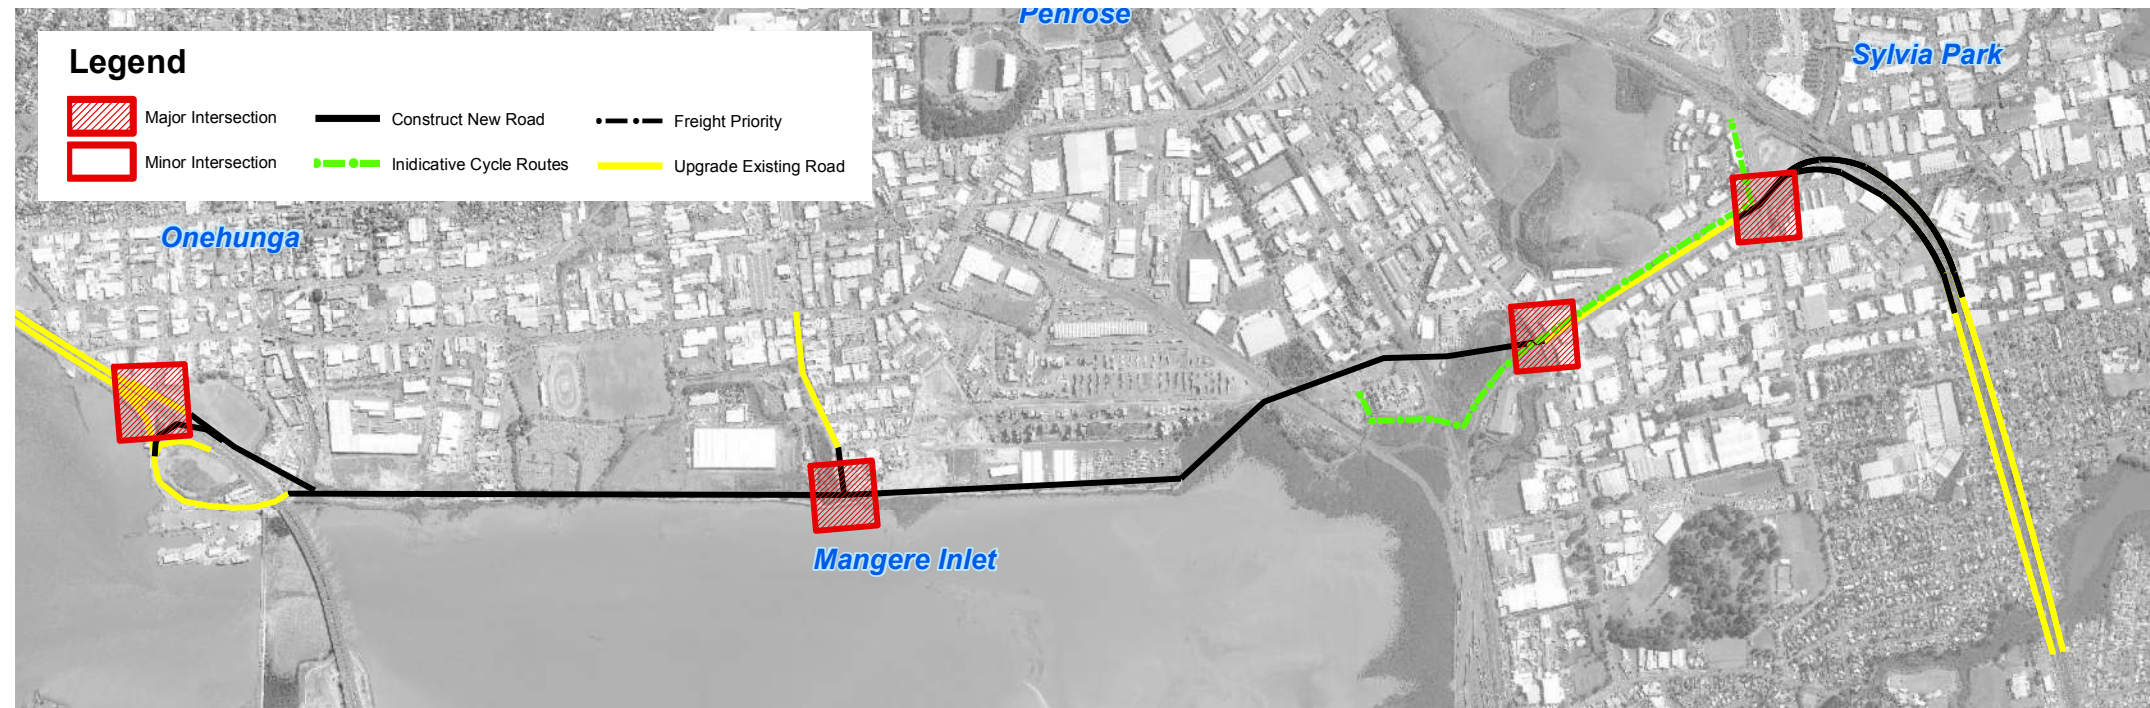 Penrose
Sylvia Park
Legend
Major Intersection
Construct New Road
Freight Priority
Minor Intersection
Inidicative Cycle Routes
Upgrade Existing Road
Onehunga
Mangere Inlet